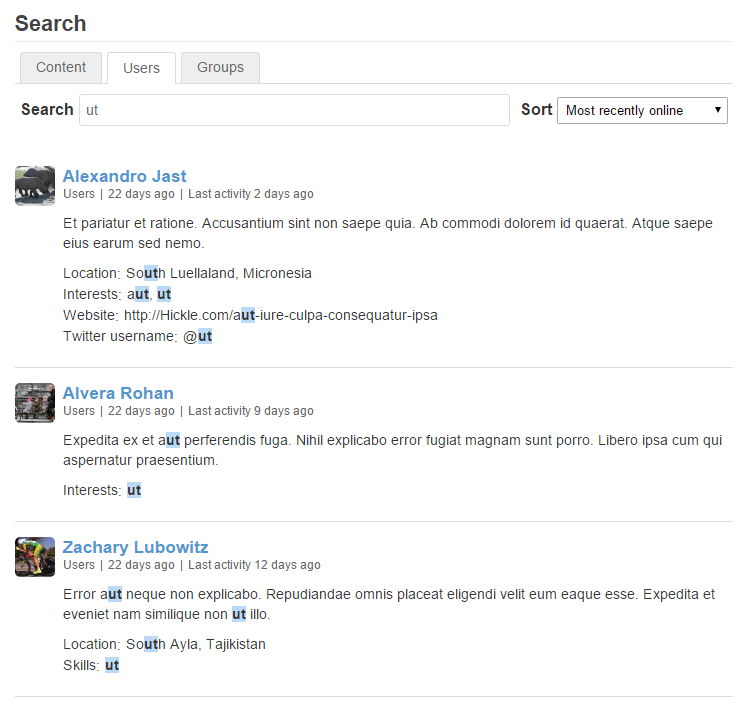 Search
Content Users Groups
Search ut Sort Most recently online
Alexandro Jast
Users | 22 days ago | Last activity 2 days ago
Et pariatur et ratione. Accusantium sint non saepe quia. Ab commodi dolorem id quaerat. Atque saepe
eius earum sed nemo.
Location: South Luellaland, Micronesia
Interests: aut, ut
Website: http://Hickle.com/aut-iure-culpa-consequatur-ipsa
Twitter username: @ut
Alvera Rohan
Users | 22 days ago | Last activity 9 days ago
Expedita ex et aut perferendis fuga. Nihil explicabo error fugiat magnam sunt porro. Libero ipsa cum qui
aspernatur praesentium.
Interests: ut
Zachary Lubowitz
Users | 22 days ago | Last activity 12 days ago
Error aut neque non explicabo. Repudiandae omnis placeat eligendi velit eum eaque esse. Expedita et
eveniet nam similique non ut illo.
Location: South Ayla, Tajikistan
Skills: ut